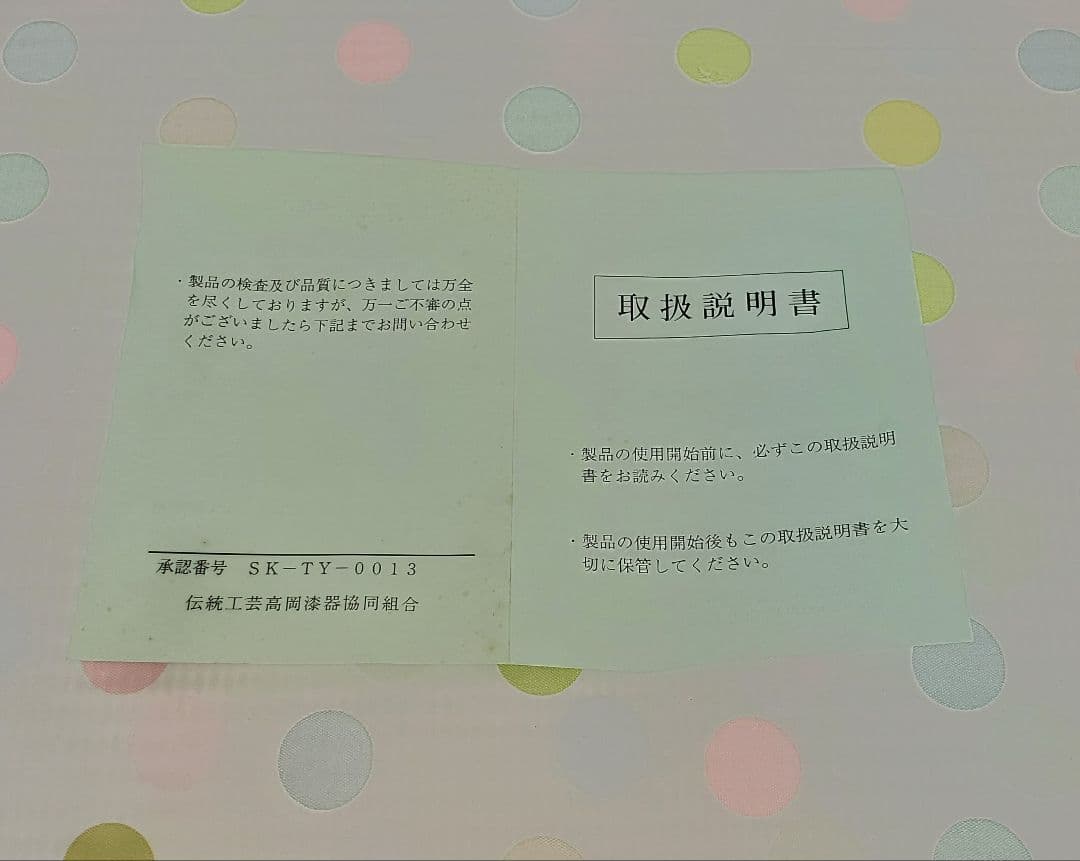 ・製品の検査及び品質につきましては万全
を尽くしておりますが、万一ご不審の点
がございましたら下記までお問い合わせ
ください。
承認番号 SK-TY-0013
伝統工芸高岡漆器協同組合
取扱説明書
・製品の使用開始前に、必ずこの取扱説明
書をお読みください。
・製品の使用開始後もこの取扱説明書を大
切に保管してください。